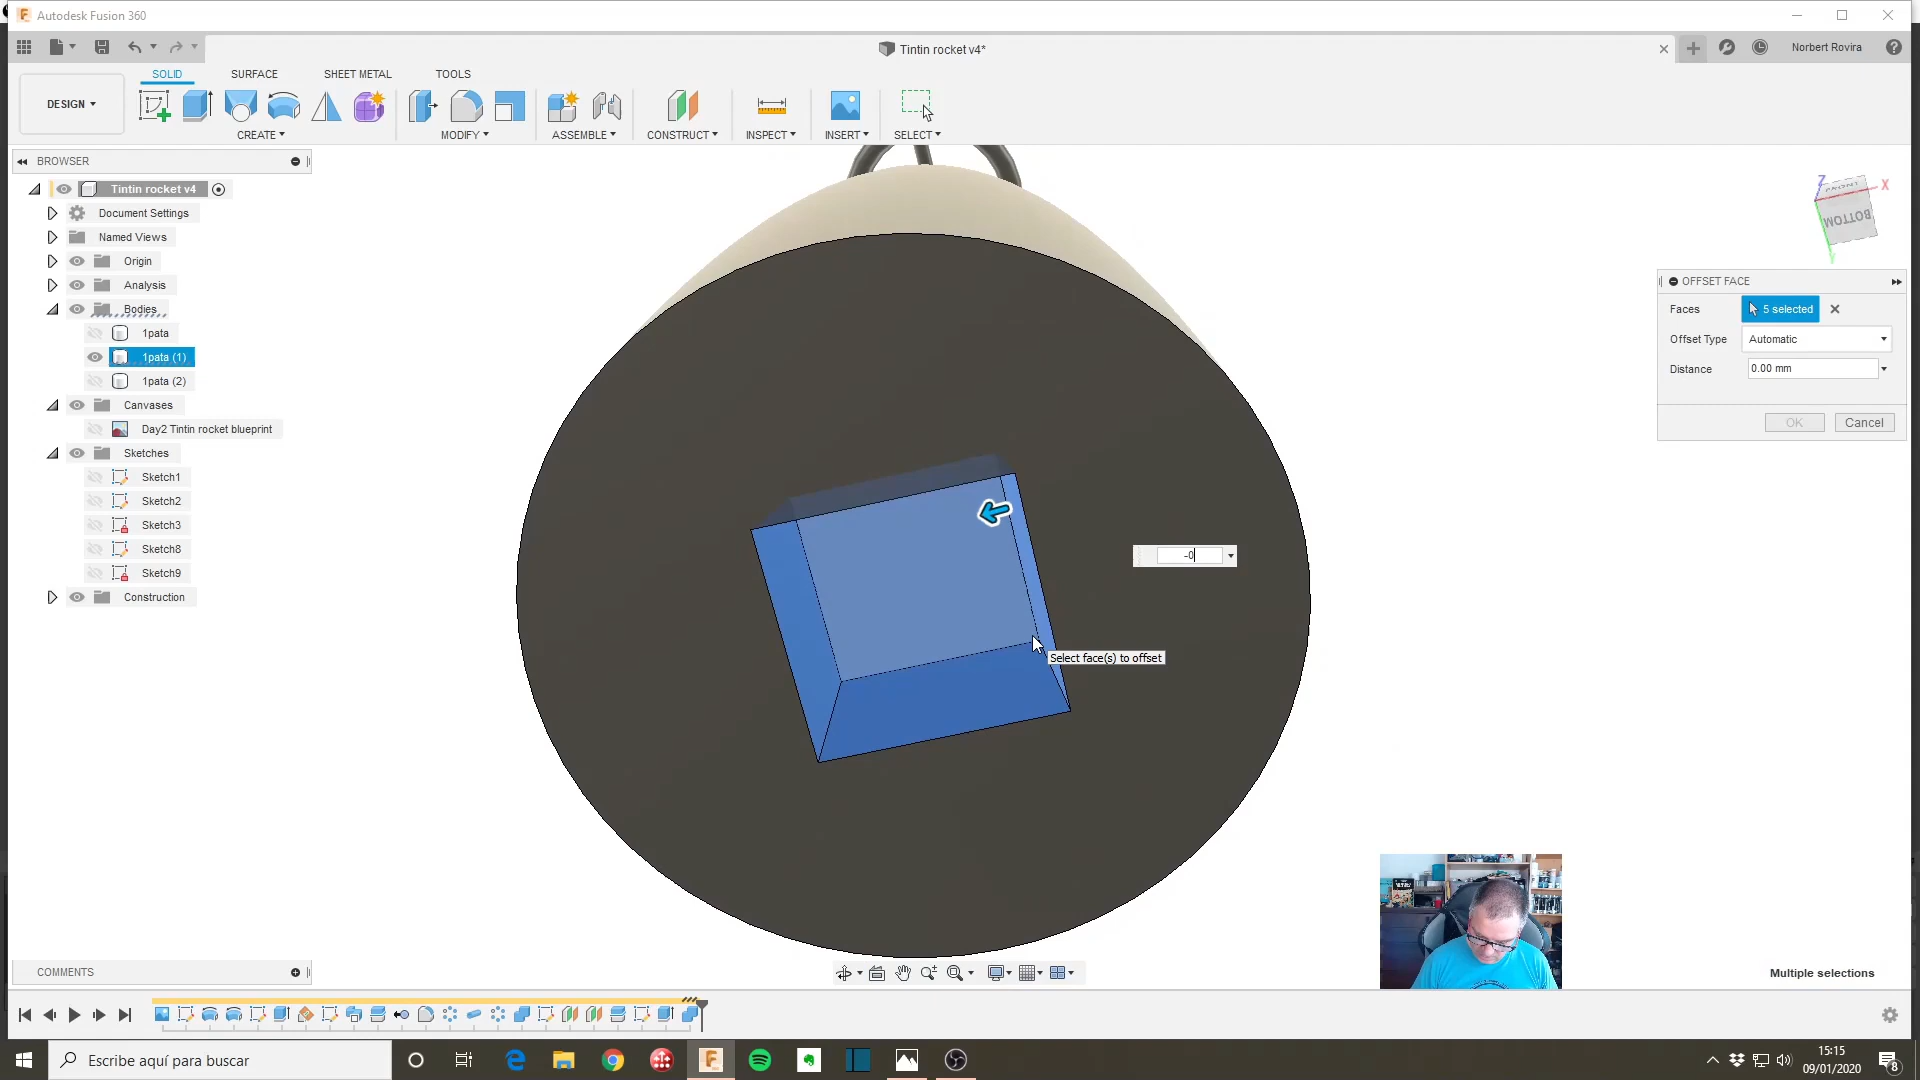 Autodesk Fusion 360
Tintin rocket v4*
Norbert Rovira
DESIGN
SOLID
SURFACE
SHEET METAL
TOOLS
CREATE
MODIFY
ASSEMBLE
CONSTRUCT
INSPECT
INSERT
SELECT
BROWSER
Tintin rocket v4
Document Settings
Named Views
Origin
Analysis
Bodies
1pata
1pata (1)
1pata (2)
Canvases
Day2 Tintin rocket blueprint
Sketches
Sketch1
Sketch2
Sketch3
Sketch8
Sketch9
Construction
Z
X
FRONT
BOTTOM
Y
OFFSET FACE
Faces
5 selected
Offset Type
Automatic
Distance
0.00 mm
OK
Cancel
-0
Select face(s) to offset
COMMENTS
Multiple selections
Escribe aquí para buscar
15:15
09/01/2020
8